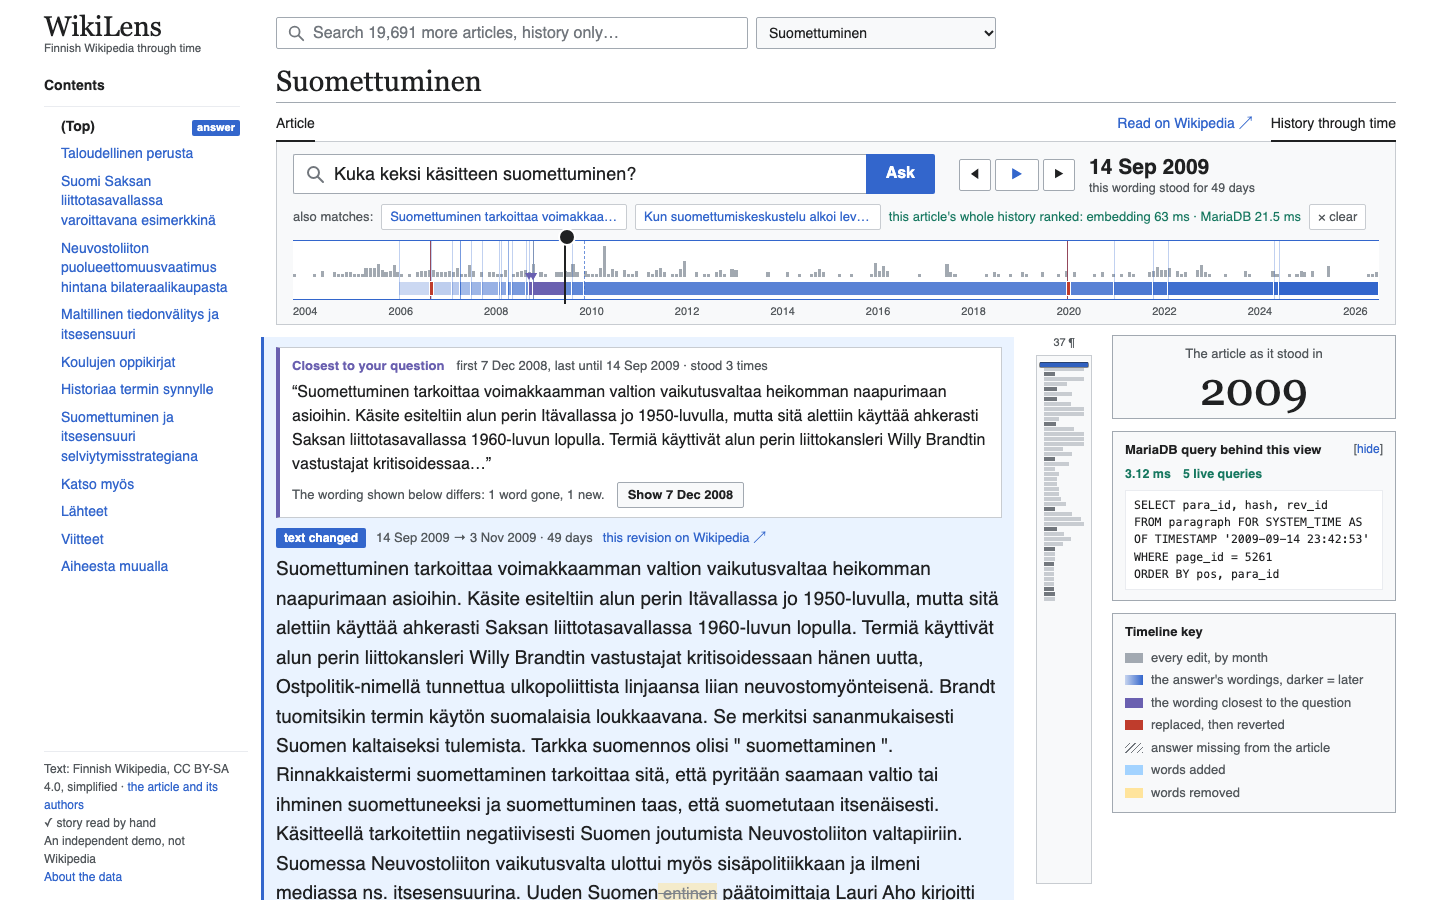 WikiLens
Finnish Wikipedia through time
Search 19,691 more articles, history only…
Suomettuminen
Contents
(Top)
answer
Taloudellinen perusta
Suomi Saksan
liittotasavallassa
varoittavana esimerkkinä
Neuvostoliiton
puolueettomuusvaatimus
hintana bilateraalikaupasta
Maltillinen tiedonvälitys ja
itsesensuuri
Koulujen oppikirjat
Historiaa termin synnylle
Suomettuminen ja
itsesensuuri
selviytymisstrategiana
Katso myös
Lähteet
Viitteet
Aiheesta muualla
Text: Finnish Wikipedia, CC BY-SA
4.0, simplified · the article and its
authors
✓ story read by hand
An independent demo, not
Wikipedia
About the data
Suomettuminen
Article
Read on Wikipedia ↗
History through time
Kuka keksi käsitteen suomettuminen?
Ask
14 Sep 2009
this wording stood for 49 days
also matches:
Suomettuminen tarkoittaa voimakkaa…
Kun suomettumiskeskustelu alkoi lev…
this article's whole history ranked: embedding 63 ms · MariaDB 21.5 ms
× clear
2004 2006 2008 2010 2012 2014 2016 2018 2020 2022 2024 2026
Closest to your question first 7 Dec 2008, last until 14 Sep 2009 · stood 3 times
“Suomettuminen tarkoittaa voimakkaamman valtion vaikutusvaltaa heikomman naapurimaan
asioihin. Käsite esiteltiin alun perin Itävallassa jo 1950-luvulla, mutta sitä alettiin käyttää ahkerasti
Saksan liittotasavallassa 1960-luvun lopulla. Termiä käyttivät alun perin liittokansleri Willy Brandtin
vastustajat kritisoidessaa…”
The wording shown below differs: 1 word gone, 1 new.
Show 7 Dec 2008
text changed
14 Sep 2009 → 3 Nov 2009 · 49 days
this revision on Wikipedia ↗
Suomettuminen tarkoittaa voimakkaamman valtion vaikutusvaltaa heikomman
naapurimaan asioihin. Käsite esiteltiin alun perin Itävallassa jo 1950-luvulla, mutta sitä
alettiin käyttää ahkerasti Saksan liittotasavallassa 1960-luvun lopulla. Termiä käyttivät
alun perin liittokansleri Willy Brandtin vastustajat kritisoidessaan hänen uutta,
Ostpolitik-nimellä tunnettua ulkopoliittista linjaansa liian neuvostomyönteisenä. Brandt
tuomitsikin termin käytön suomalaisia loukkaavana. Se merkitsi sananmukaisesti
Suomen kaltaiseksi tulemista. Tarkka suomennos olisi " suomettaminen ".
Rinnakkaistermi suomettaminen tarkoittaa sitä, että pyritään saamaan valtio tai
ihminen suomettuneeksi ja suomettuminen taas, että suometutaan itsenäisesti.
Käsitteellä tarkoitettiin negatiivisesti Suomen joutumista Neuvostoliiton valtapiiriin.
Suomessa Neuvostoliiton vaikutusvalta ulottui myös sisäpolitiikkaan ja ilmeni
mediassa ns. itsesensuurina. Uuden Suomen entinen päätoimittaja Lauri Aho kirjoitti
37 ¶
The article as it stood in
2009
MariaDB query behind this view
[hide]
3.12 ms 5 live queries
SELECT para_id, hash, rev_id
FROM paragraph FOR SYSTEM_TIME AS
OF TIMESTAMP '2009-09-14 23:42:53'
WHERE page_id = 5261
ORDER BY pos, para_id
Timeline key
every edit, by month
the answer's wordings, darker = later
the wording closest to the question
replaced, then reverted
answer missing from the article
words added
words removed